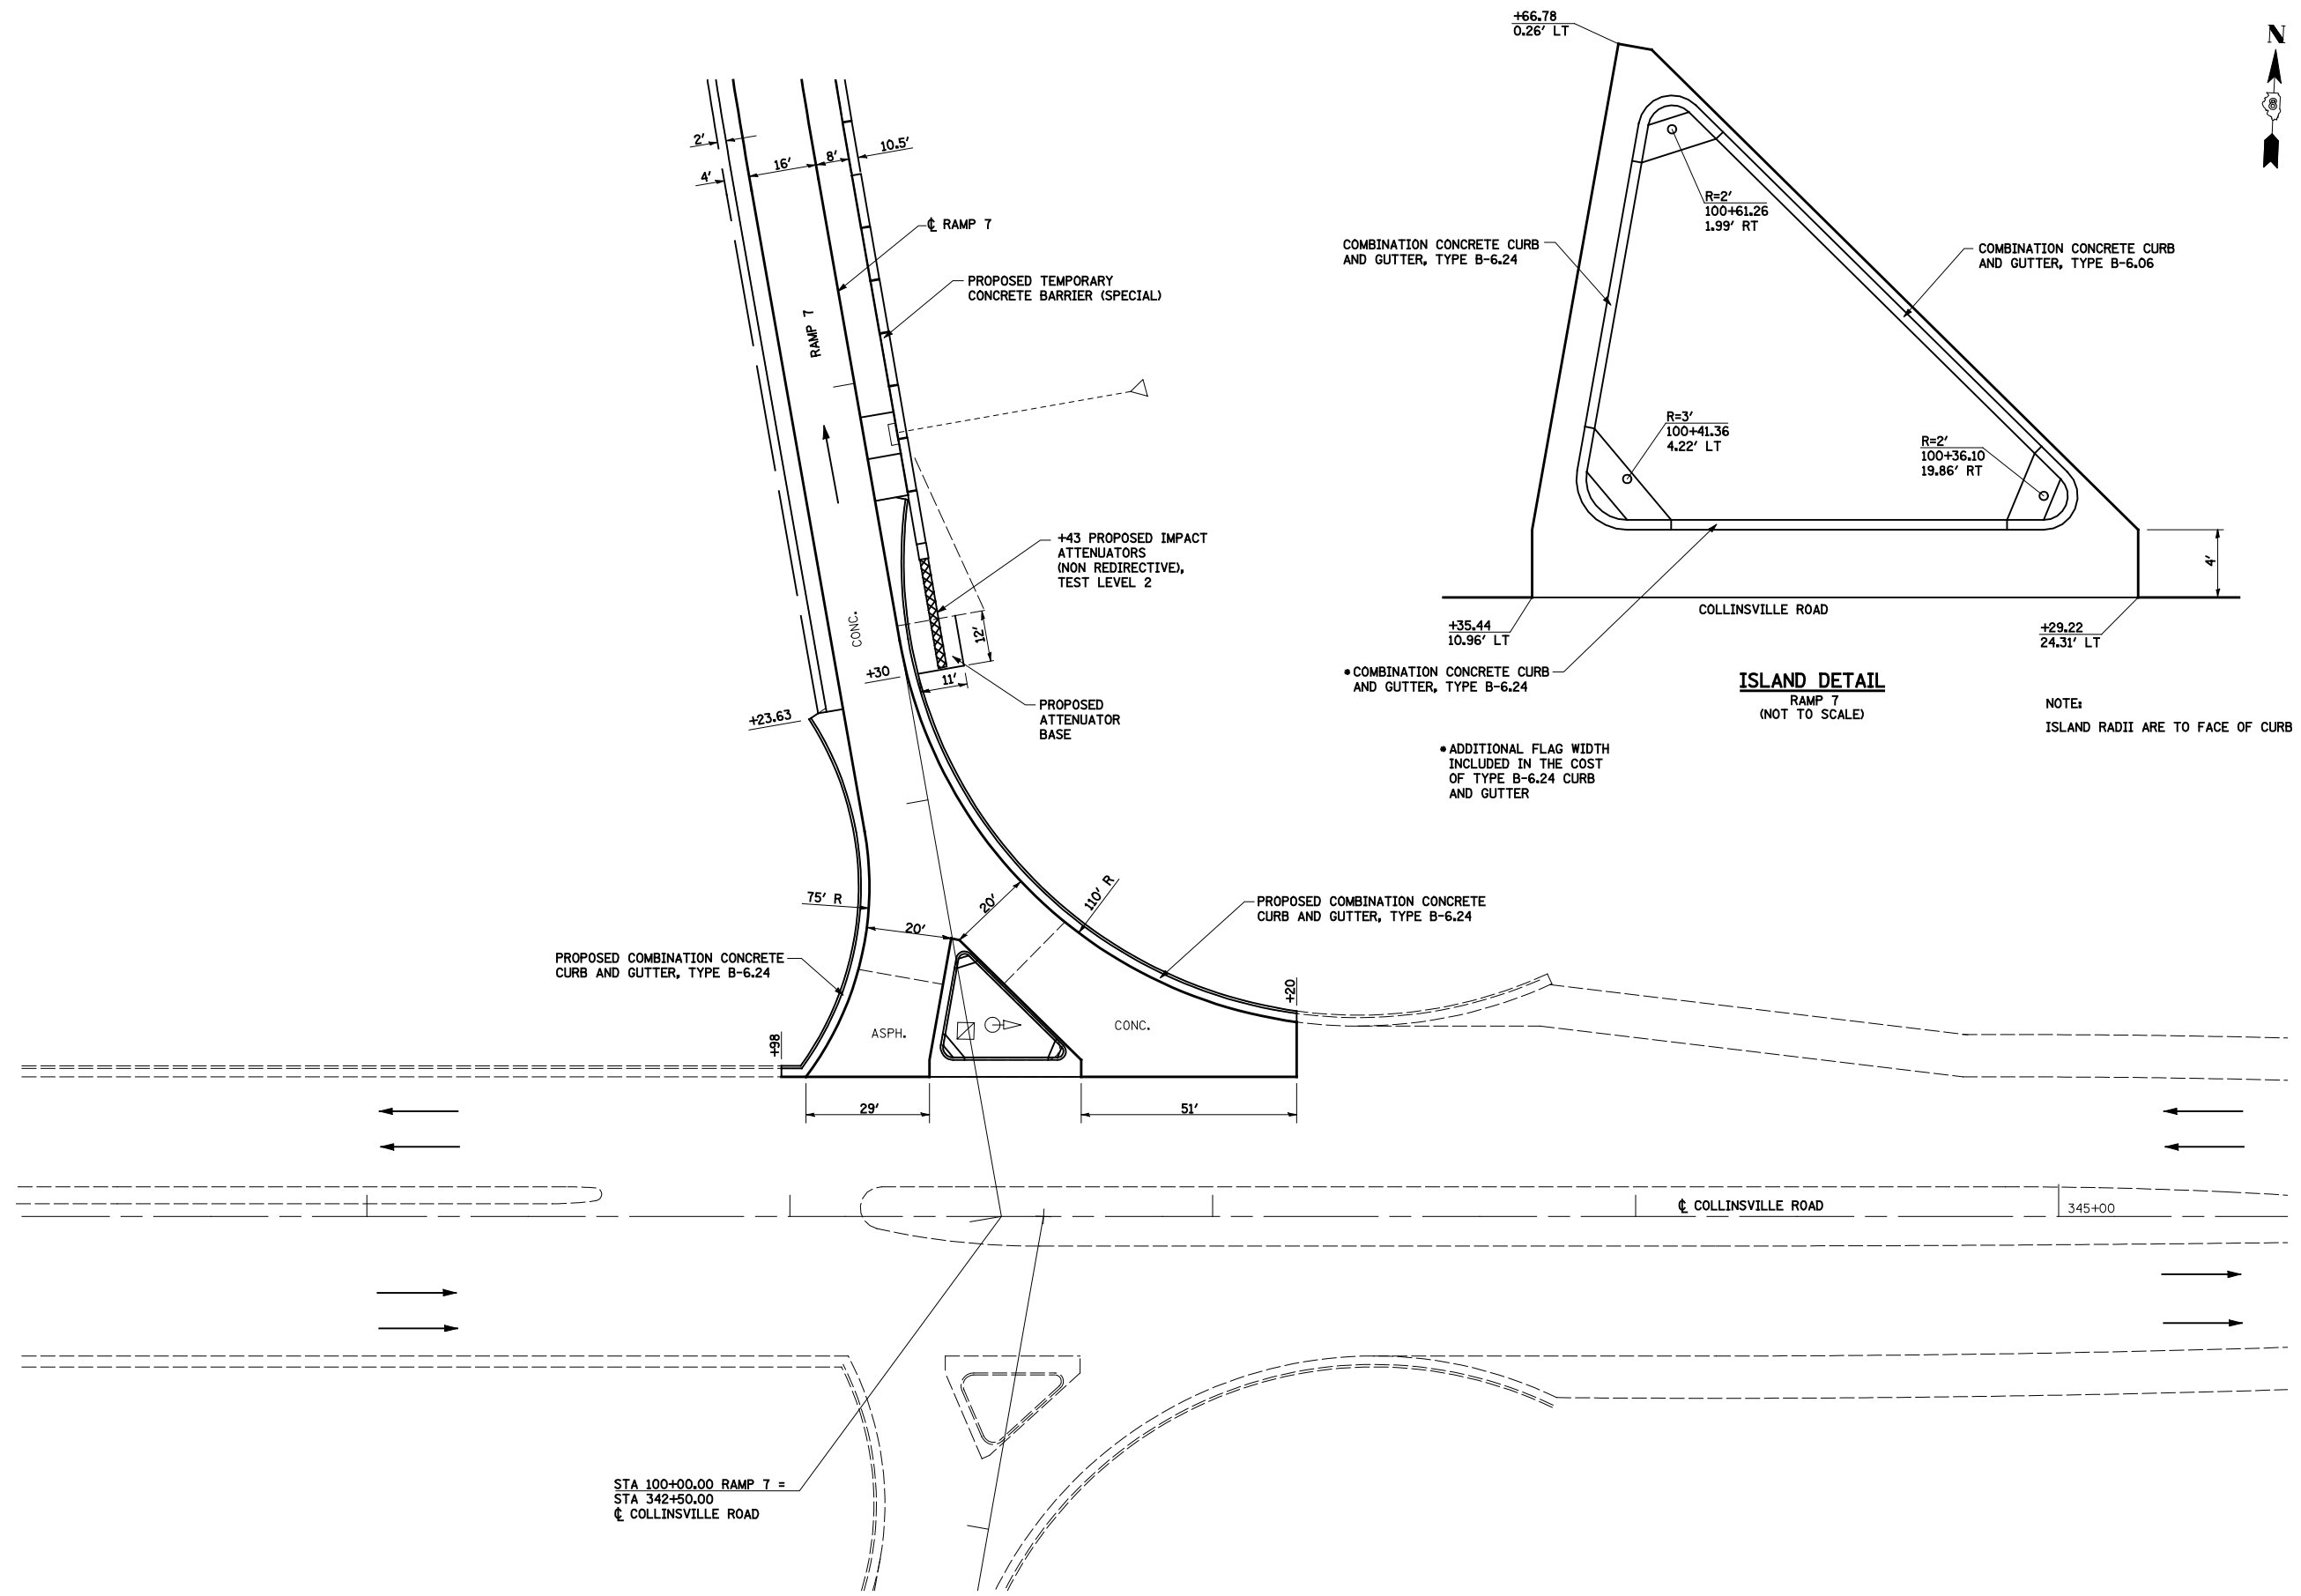 +66.78
0.26' LT
N
8
2'
16'
8'
10.5'
4'
℄ RAMP 7
R=2'
100+61.26
1.99' RT
COMBINATION CONCRETE CURB
AND GUTTER, TYPE B-6.24
COMBINATION CONCRETE CURB
AND GUTTER, TYPE B-6.06
PROPOSED TEMPORARY
CONCRETE BARRIER (SPECIAL)
RAMP 7
R=3'
100+41.36
4.22' LT
R=2'
100+36.10
19.86' RT
+43 PROPOSED IMPACT
ATTENUATORS
(NON REDIRECTIVE),
TEST LEVEL 2
4'
COLLINSVILLE ROAD
+35.44
10.96' LT
+29.22
24.31' LT
CONC.
12'
+30
11'
*COMBINATION CONCRETE CURB
AND GUTTER, TYPE B-6.24
ISLAND DETAIL
RAMP 7
(NOT TO SCALE)
NOTE:
ISLAND RADII ARE TO FACE OF CURB
+23.63
PROPOSED
ATTENUATOR
BASE
*ADDITIONAL FLAG WIDTH
INCLUDED IN THE COST
OF TYPE B-6.24 CURB
AND GUTTER
75' R
20'
20'
110' R
PROPOSED COMBINATION CONCRETE
CURB AND GUTTER, TYPE B-6.24
PROPOSED COMBINATION CONCRETE
CURB AND GUTTER, TYPE B-6.24
+20
+98
ASPH.
CONC.
29'
51'
℄ COLLINSVILLE ROAD
345+00
STA 100+00.00 RAMP 7 =
STA 342+50.00
℄ COLLINSVILLE ROAD